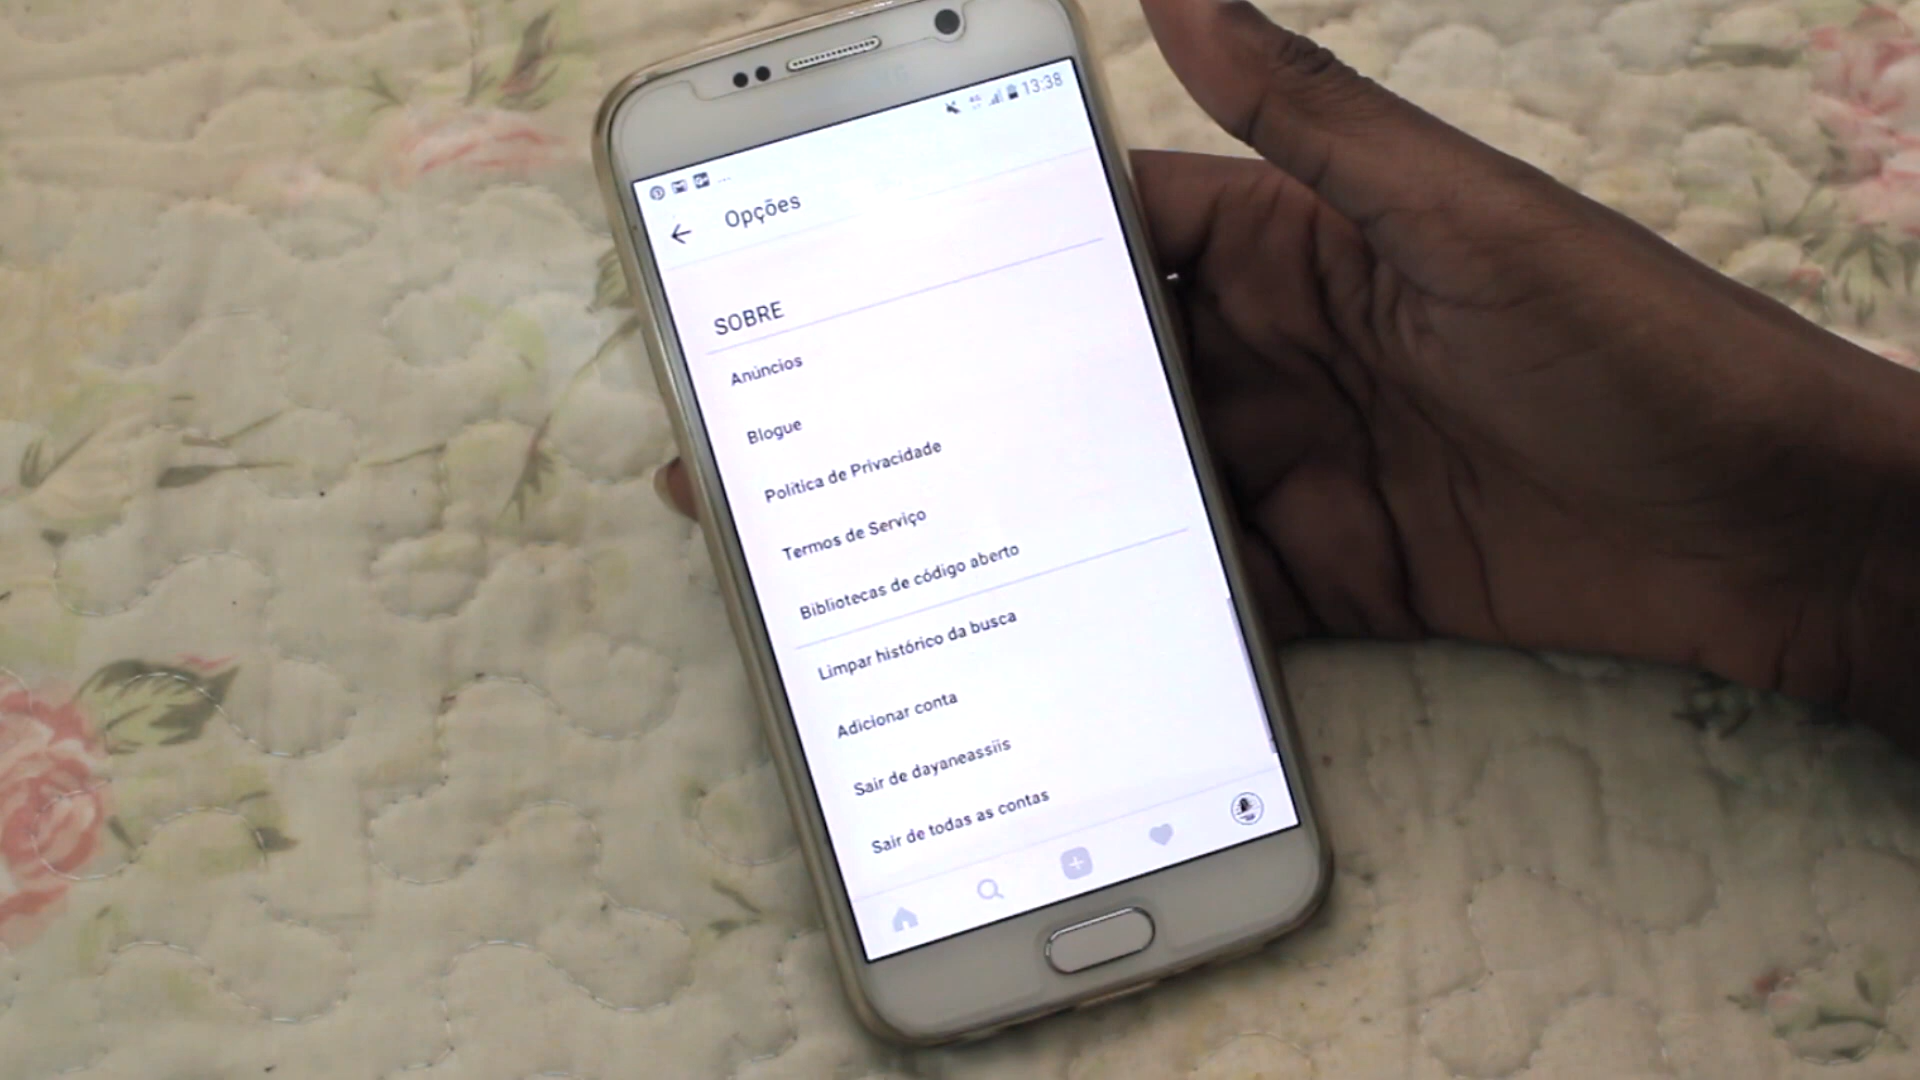 13:38
Opções
SOBRE
Anúncios
Blogue
Política de Privacidade
Termos de Serviço
Bibliotecas de código aberto
Limpar histórico da busca
Adicionar conta
Sair de dayaneassiis
Sair de todas as contas